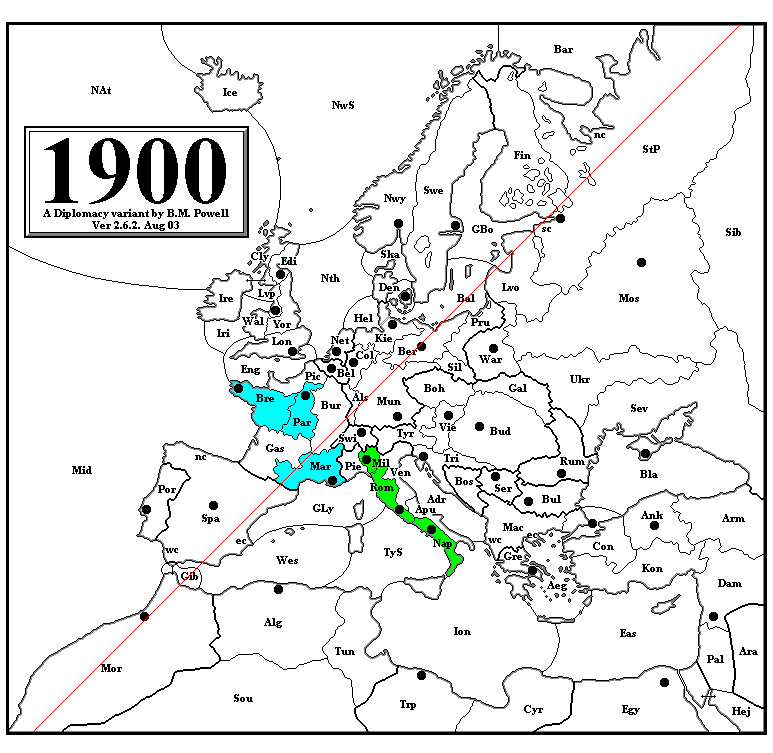 Bar
NAt
Ice
NwS
nc
StP
1900
A Diplomacy variant by B.M. Powell
Ver 2.6.2. Aug 03
Fin
Swe
Nwy
sc
GBo
Sib
Cly
Edi
Ska
Nth
Den
Lvo
Mos
Ire
Lvp
Bal
Hel
Wal
Yor
Pru
Iri
Kie
Lon
Net
Col
Ber
War
Eng
Bel
Sil
Pic
Ukr
Boh
Gal
Bre
Bur
Als
Mun
Sev
Par
Vie
Bud
Swi
Tyr
Gas
nc
Tri
Mid
Mar
Pie
Mil
Ven
Rum
Bla
Por
Rom
Bos
Ser
Spa
GLy
Adr
Bul
Apu
Ank
Arm
Mac
ec
wc
ec
Nap
Con
wc
Wes
TyS
Gre
Gib
Aeg
Kon
Dam
Alg
Ion
Eas
Tun
Pal
Ara
Mor
Sou
Trp
Cyr
Egy
Hej